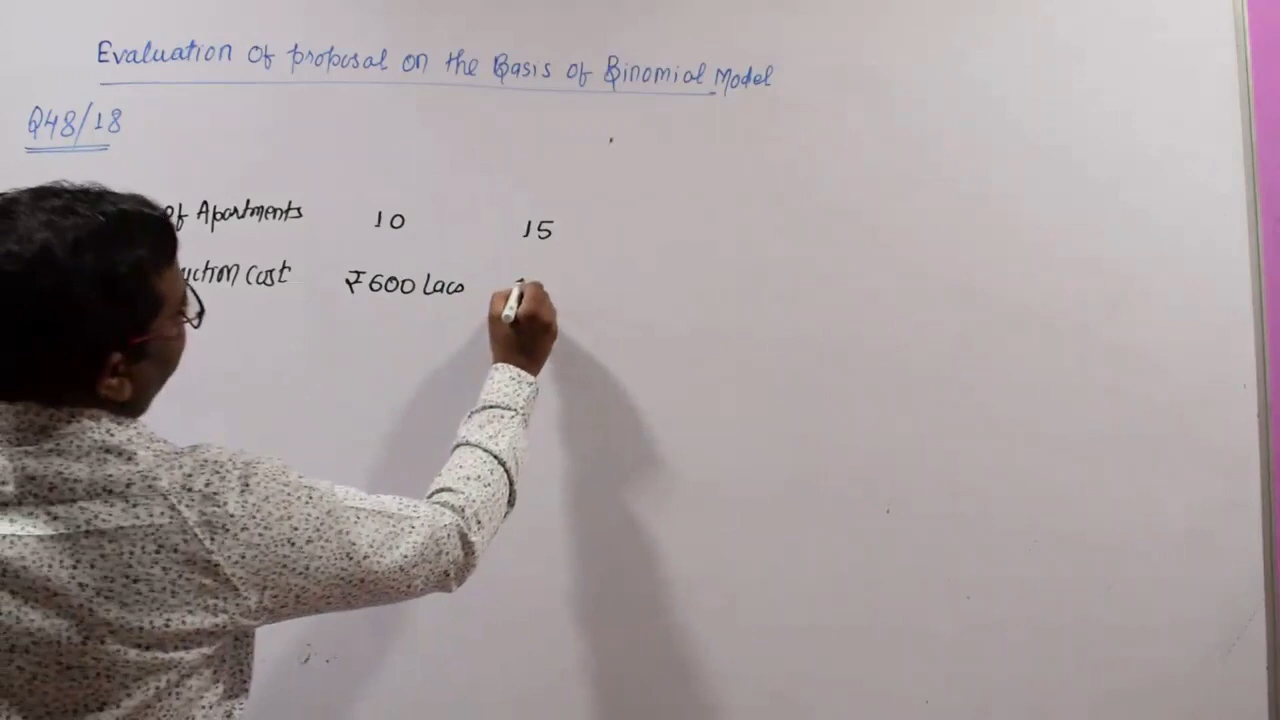 Evaluation of proposal on the Basis of Binomial Model
Q48/18
of Apartments 10 15
uction Cost ₹600 Lacs